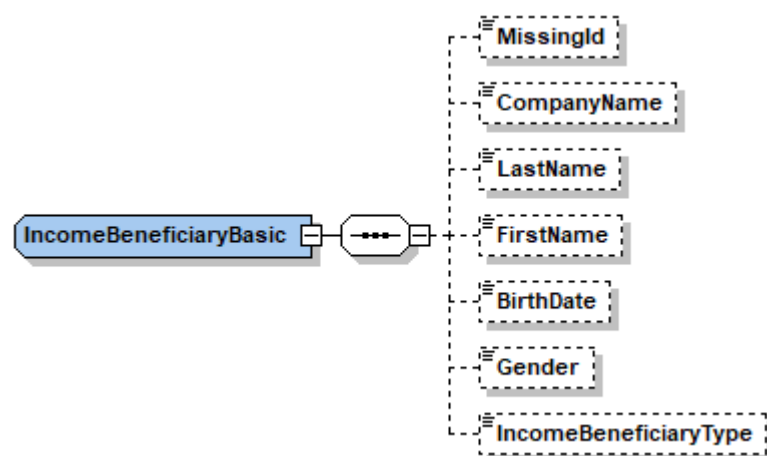 MissingId
CompanyName
LastName
IncomeBeneficiaryBasic
FirstName
BirthDate
Gender
IncomeBeneficiaryType